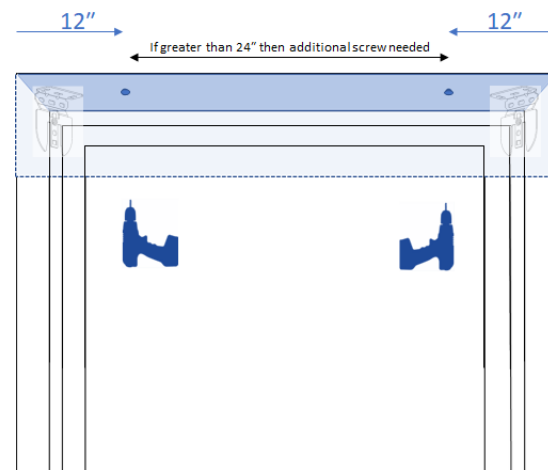 12”
12”
If greater than 24” then additional screw needed